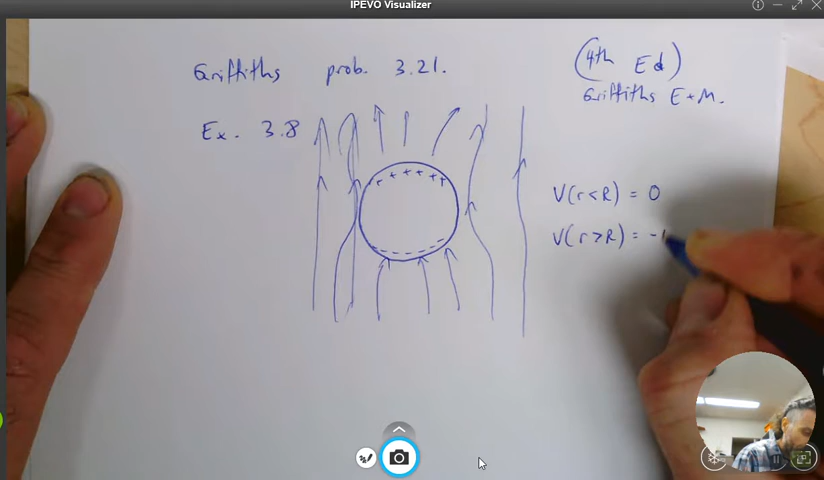 IPEVO Visualizer
Griffiths prob. 3.21.
(4th Ed)
Griffiths E+M.
Ex. 3.8
+ + + + + + +
V(r<R) = 0
V(r>R) = -
- - - - - - -